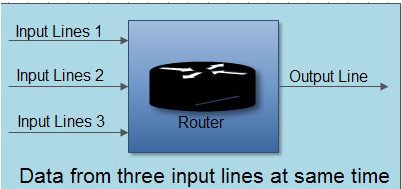 Input Lines 1
Input Lines 2
Output Line
Input Lines 3
Router
Data from three input lines at same time